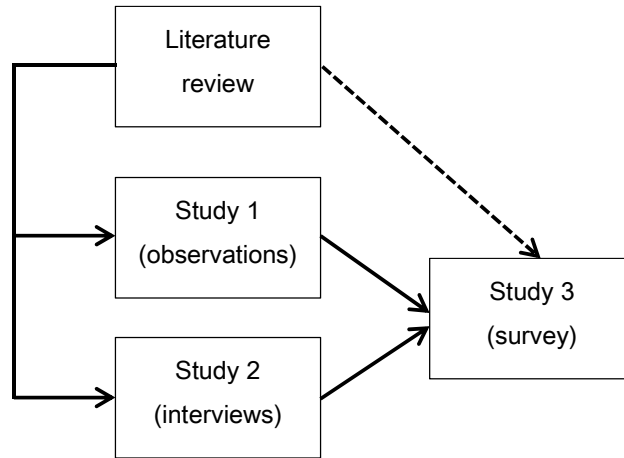 Literature
review
Study 1
(observations)
Study 2
(interviews)
Study 3
(survey)